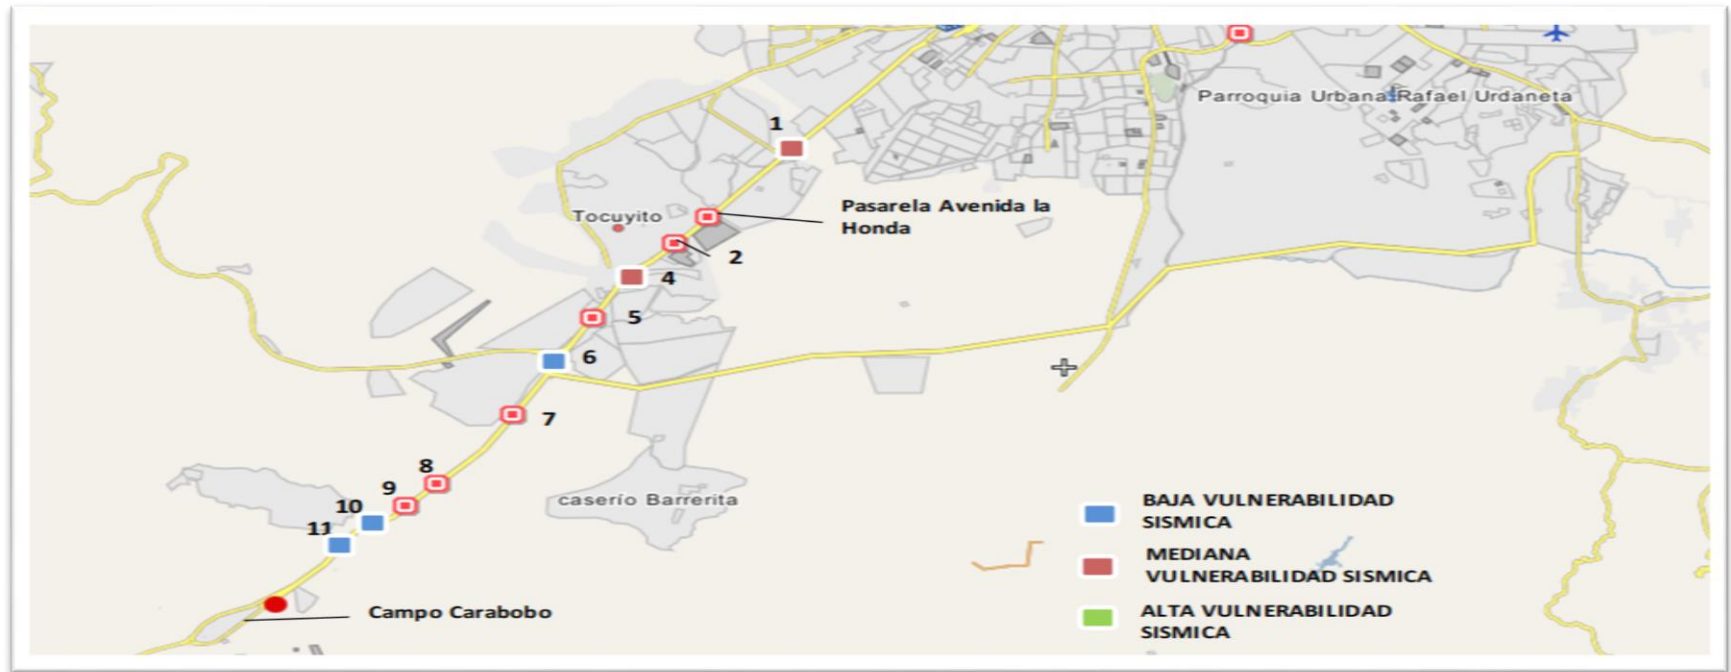 Parroquia Urbana Rafael Urdaneta
1
Pasarela Avenida la
Honda
Tocuyito
2
4
5
6
7
8
9
10
11
caserío Barrerita
Campo Carabobo
BAJA VULNERABILIDAD
SISMICA
MEDIANA
VULNERABILIDAD SISMICA
ALTA VULNERABILIDAD
SISMICA